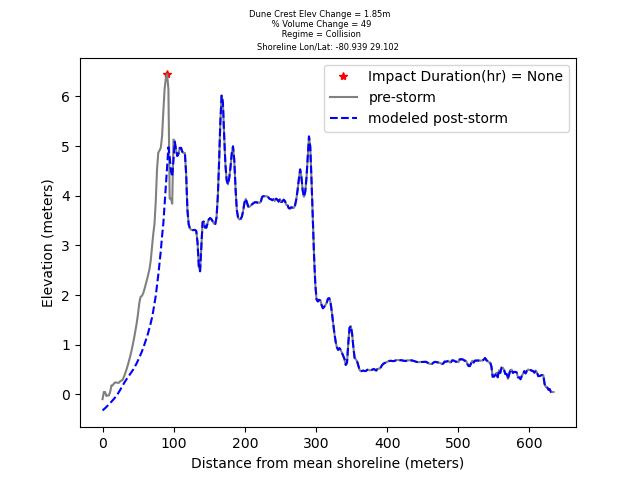 Dune Crest Elev Change = 1.85m
% Volume Change = 49
Regime = Collision
Shoreline Lon/Lat: -80.939 29.102
Impact Duration(hr) = None
pre-storm
modeled post-storm
Elevation (meters)
6
5
4
3
2
1
0
0 100 200 300 400 500 600
Distance from mean shoreline (meters)